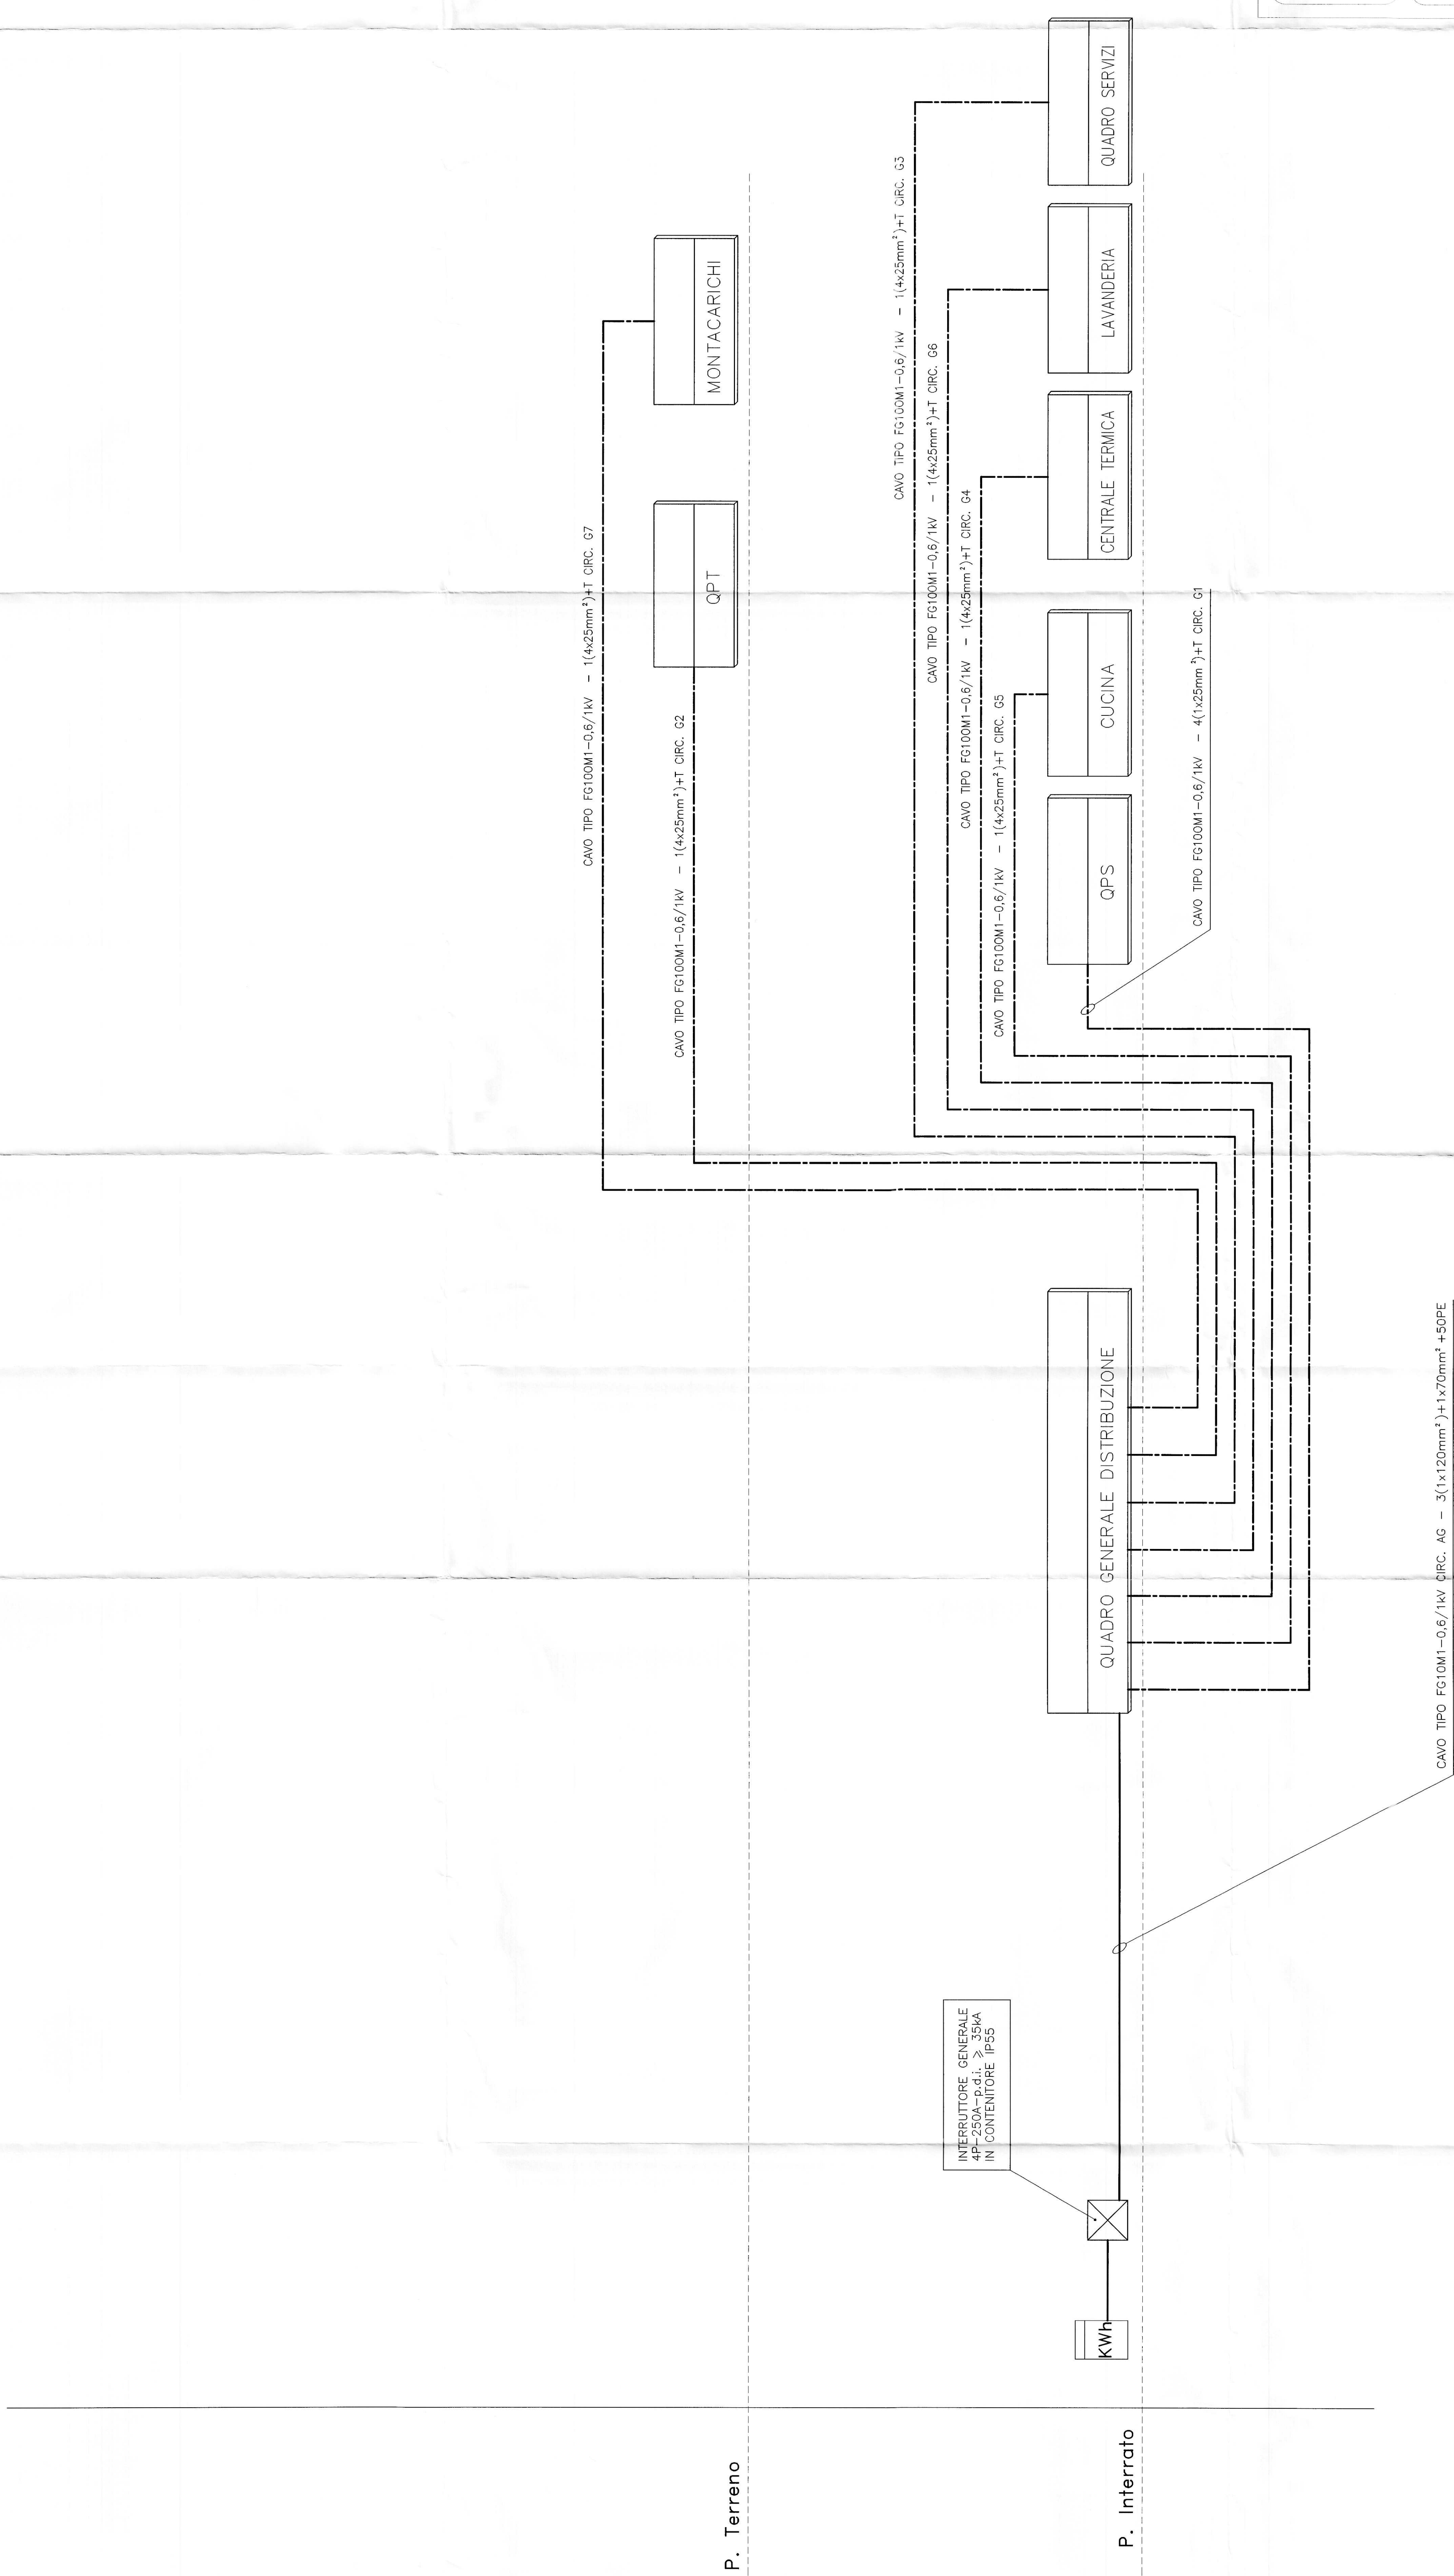 CAVO TIPO FG10OM1-0,6/1kV - 1(4x25mm²)+T CIRC. G7
MONTACARICHI
CAVO TIPO FG10OM1-0,6/1kV - 1(4x25mm²)+T CIRC. G2
QPT
P. Terreno
CAVO TIPO FG10OM1-0,6/1kV - 1(4x25mm²)+T CIRC. G3
CAVO TIPO FG10OM1-0,6/1kV - 1(4x25mm²)+T CIRC. G6
CAVO TIPO FG10OM1-0,6/1kV - 1(4x25mm²)+T CIRC. G4
CAVO TIPO FG10OM1-0,6/1kV - 1(4x25mm²)+T CIRC. G5
INTERRUTTORE GENERALE
4P-250A-p.d.i. ⩾ 35kA
IN CONTENITORE IP55
KWh
QUADRO GENERALE DISTRIBUZIONE
QPS
CUCINA
CENTRALE TERMICA
LAVANDERIA
QUADRO SERVIZI
P. Interrato
CAVO TIPO FG10OM1-0,6/1kV - 4(1x25mm²)+T CIRC. G1
CAVO TIPO FG10M1-0,6/1kV CIRC. AG - 3(1x120mm²)+1x70mm² +50PE